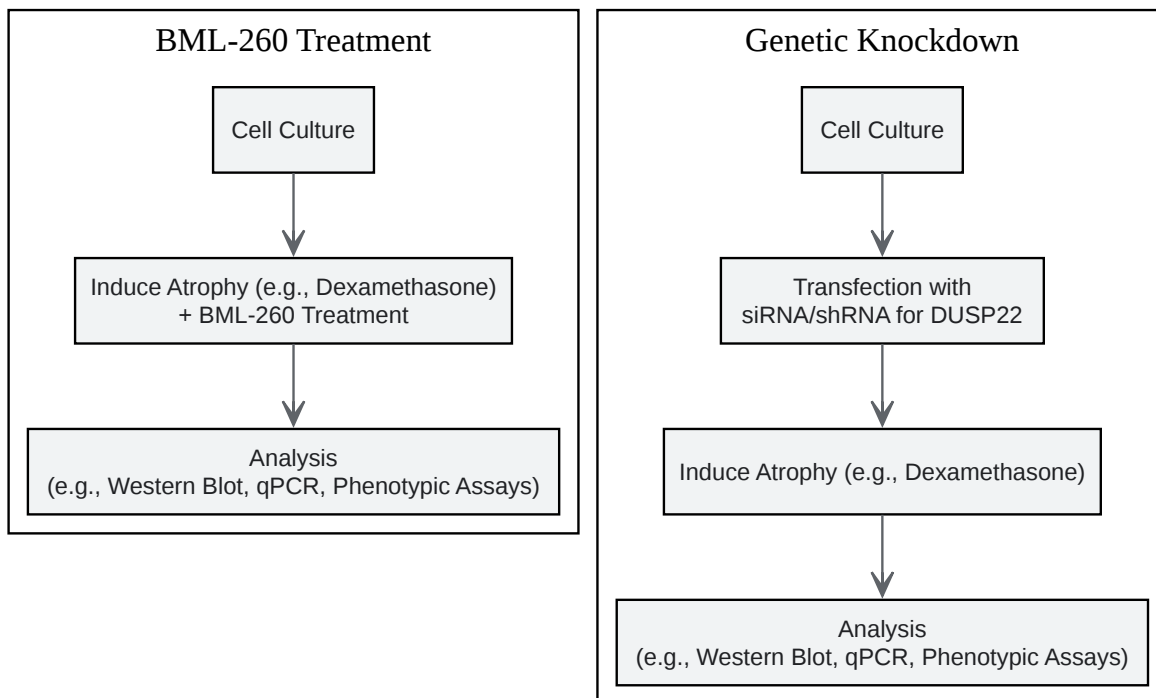 BML-260 Treatment
Cell Culture
Induce Atrophy (e.g., Dexamethasone)
+ BML-260 Treatment
Analysis
(e.g., Western Blot, qPCR, Phenotypic Assays)
Genetic Knockdown
Cell Culture
Transfection with
siRNA/shRNA for DUSP22
Induce Atrophy (e.g., Dexamethasone)
Analysis
(e.g., Western Blot, qPCR, Phenotypic Assays)